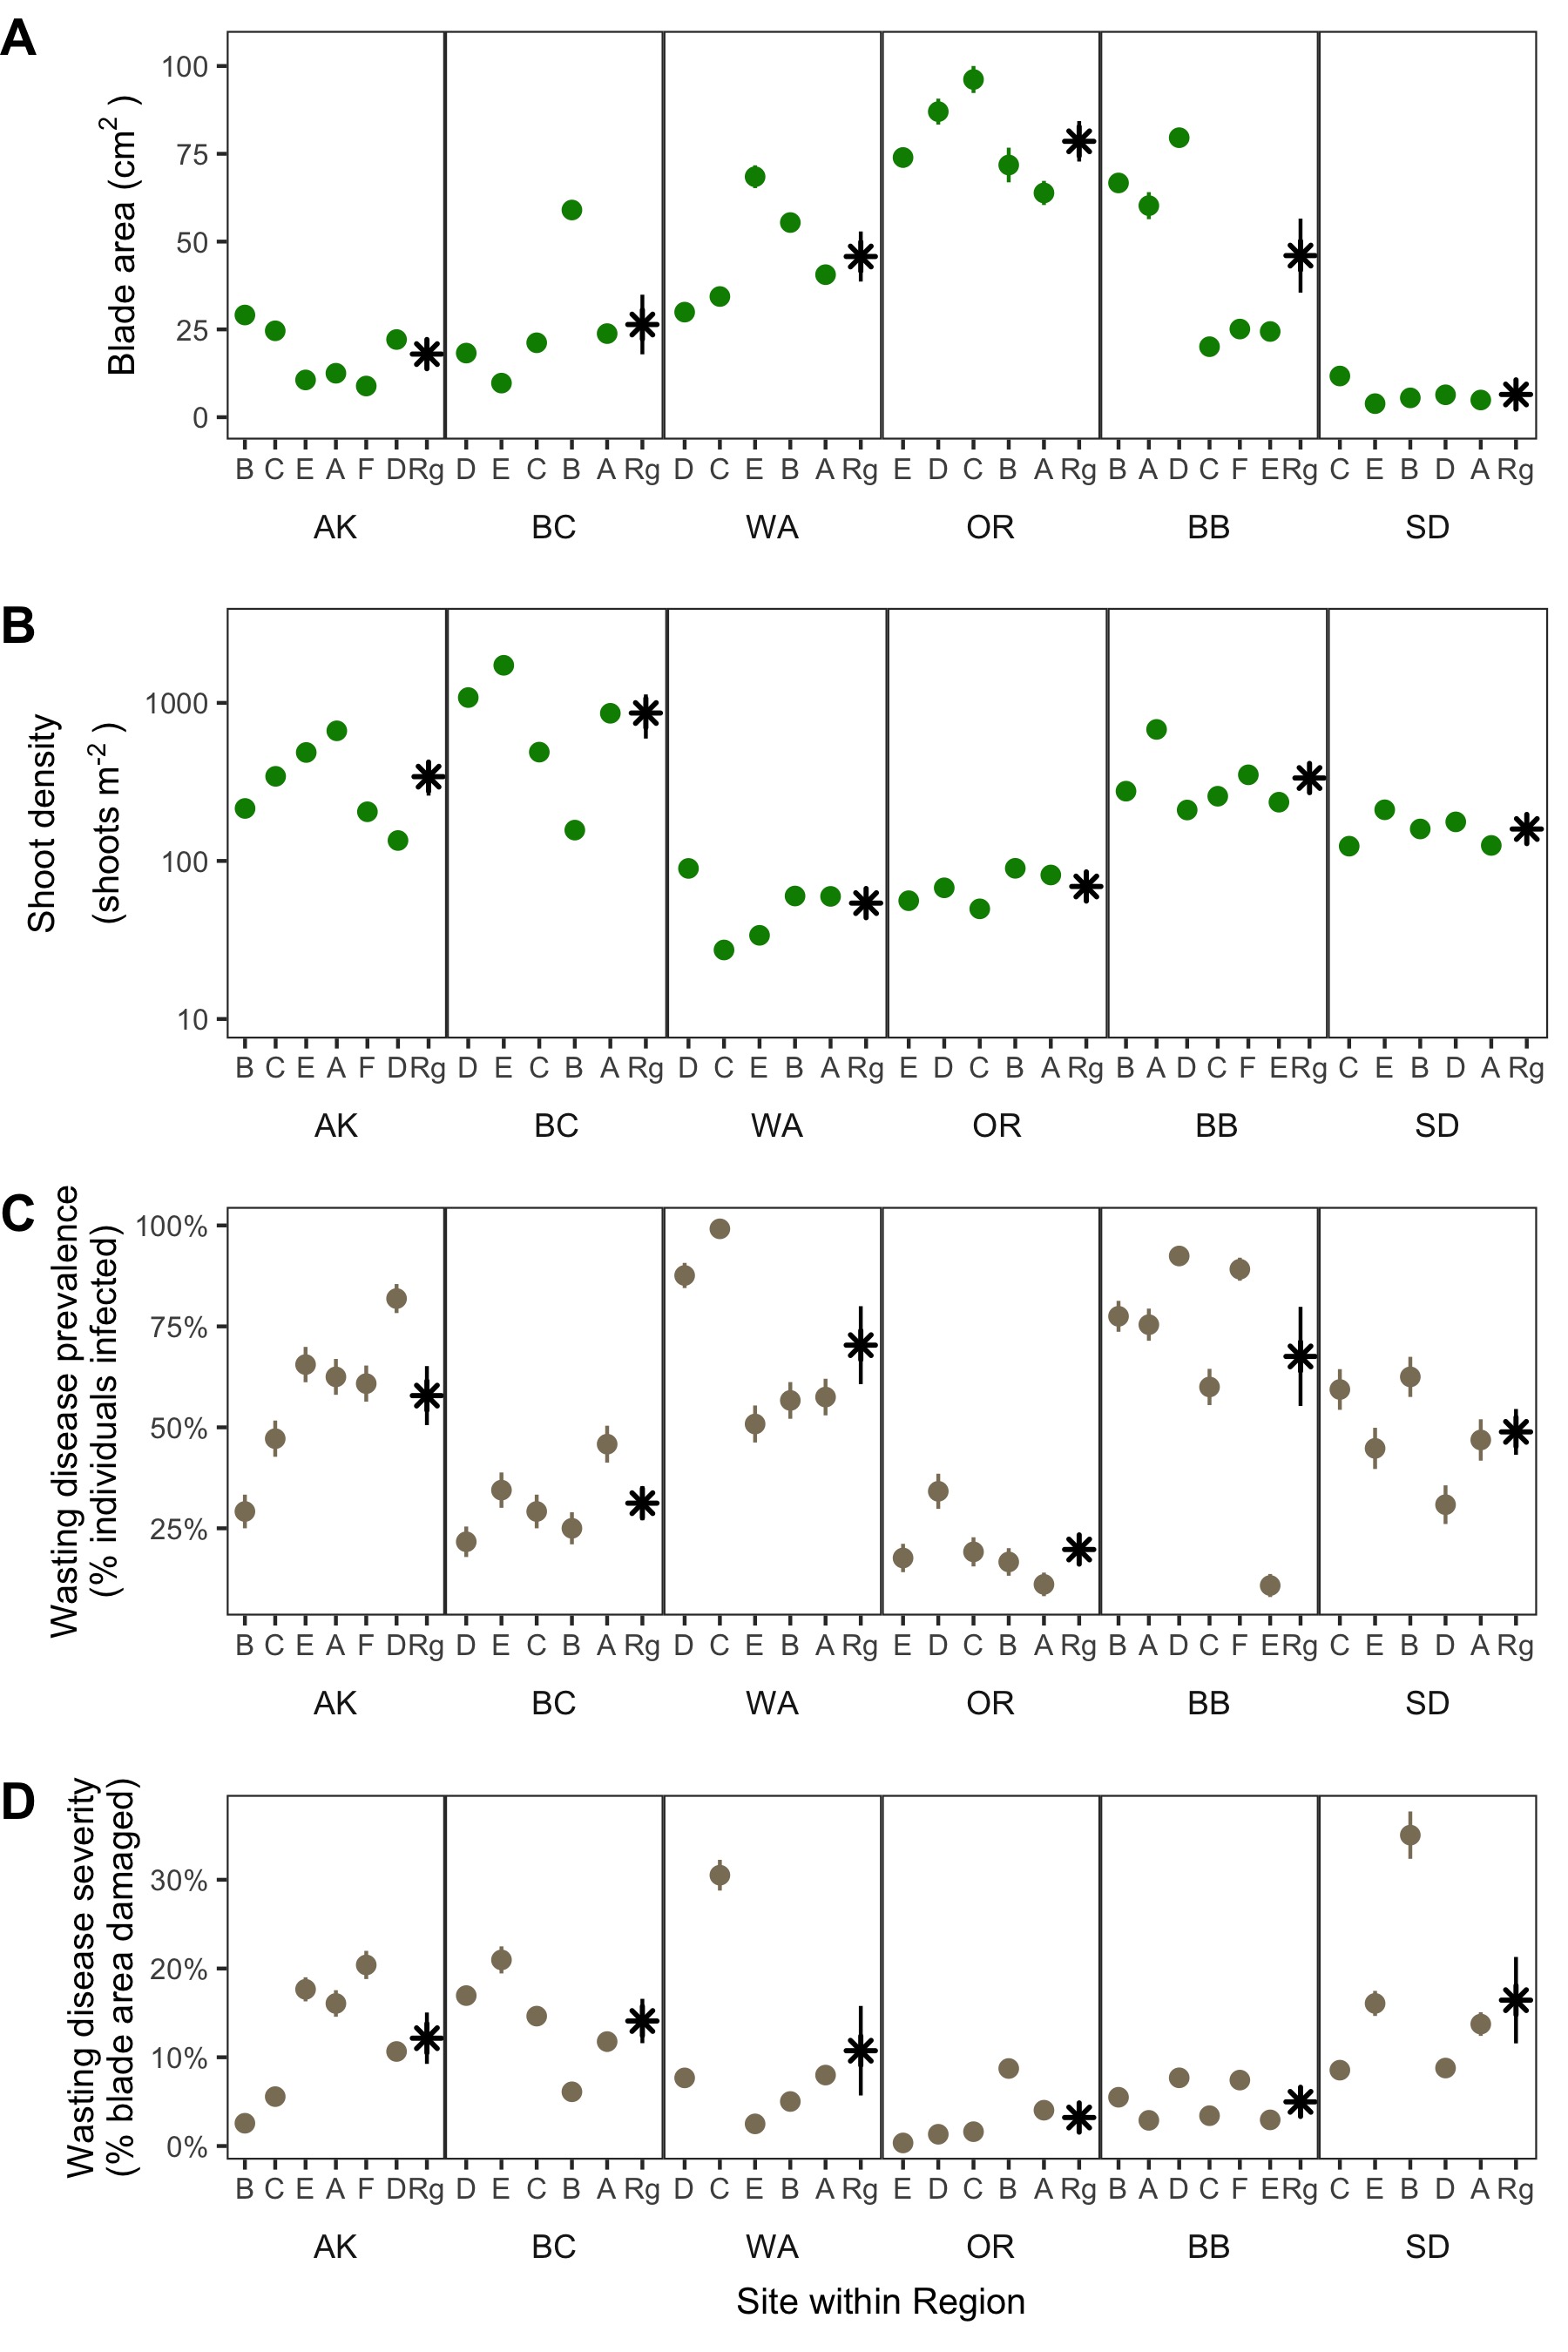 A
Blade area (cm2 )
100
75
50
25
0
B C E A F D Rg D E C B A Rg D C E B A Rg E D C B A Rg B A D C F E Rg C E B D A Rg
AK BC WA OR BB SD
B
Shoot density
(shoots m-2 )
1000
100
10
B C E A F D Rg D E C B A Rg D C E B A Rg E D C B A Rg B A D C F E Rg C E B D A Rg
AK BC WA OR BB SD
C
Wasting disease prevalence
(% individuals infected)
100%
75%
50%
25%
B C E A F D Rg D E C B A Rg D C E B A Rg E D C B A Rg B A D C F E Rg C E B D A Rg
AK BC WA OR BB SD
D
Wasting disease severity
(% blade area damaged)
30%
20%
10%
0%
B C E A F D Rg D E C B A Rg D C E B A Rg E D C B A Rg B A D C F E Rg C E B D A Rg
AK BC WA OR BB SD
Site within Region